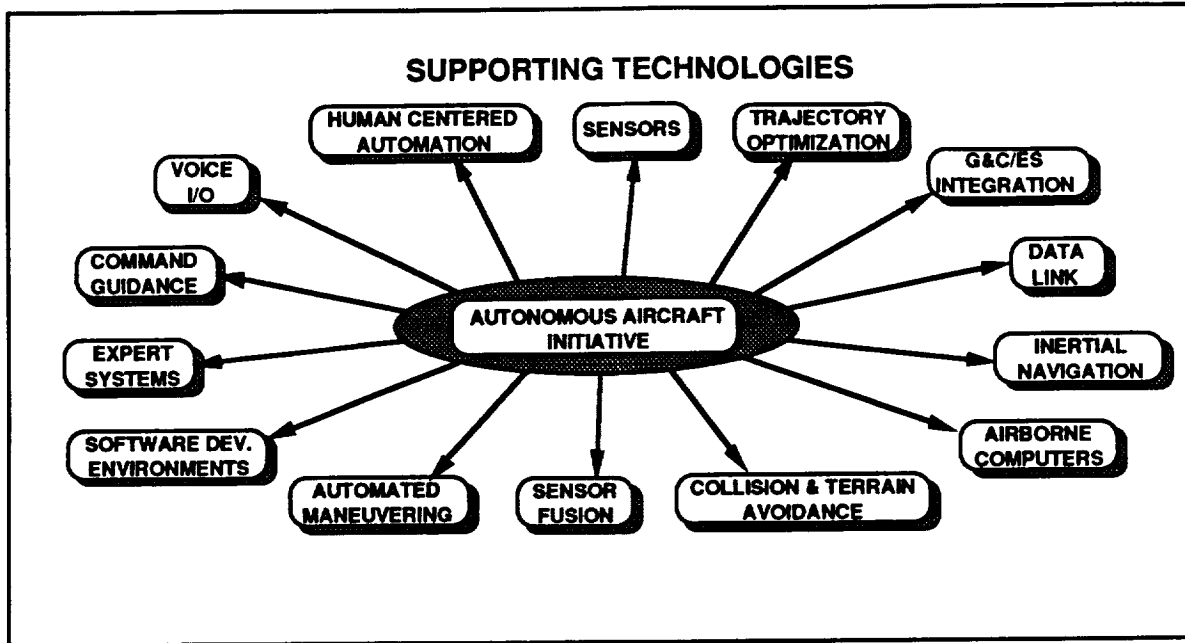 SUPPORTING TECHNOLOGIES
HUMAN CENTERED
AUTOMATION
SENSORS
TRAJECTORY
OPTIMIZATION
G&C/ES
INTEGRATION
VOICE
I/O
COMMAND
GUIDANCE
DATA
LINK
AUTONOMOUS AIRCRAFT
INITIATIVE
EXPERT
SYSTEMS
INERTIAL
NAVIGATION
SOFTWARE DEV.
ENVIRONMENTS
AIRBORNE
COMPUTERS
AUTOMATED
MANEUVERING
SENSOR
FUSION
COLLISION & TERRAIN
AVOIDANCE